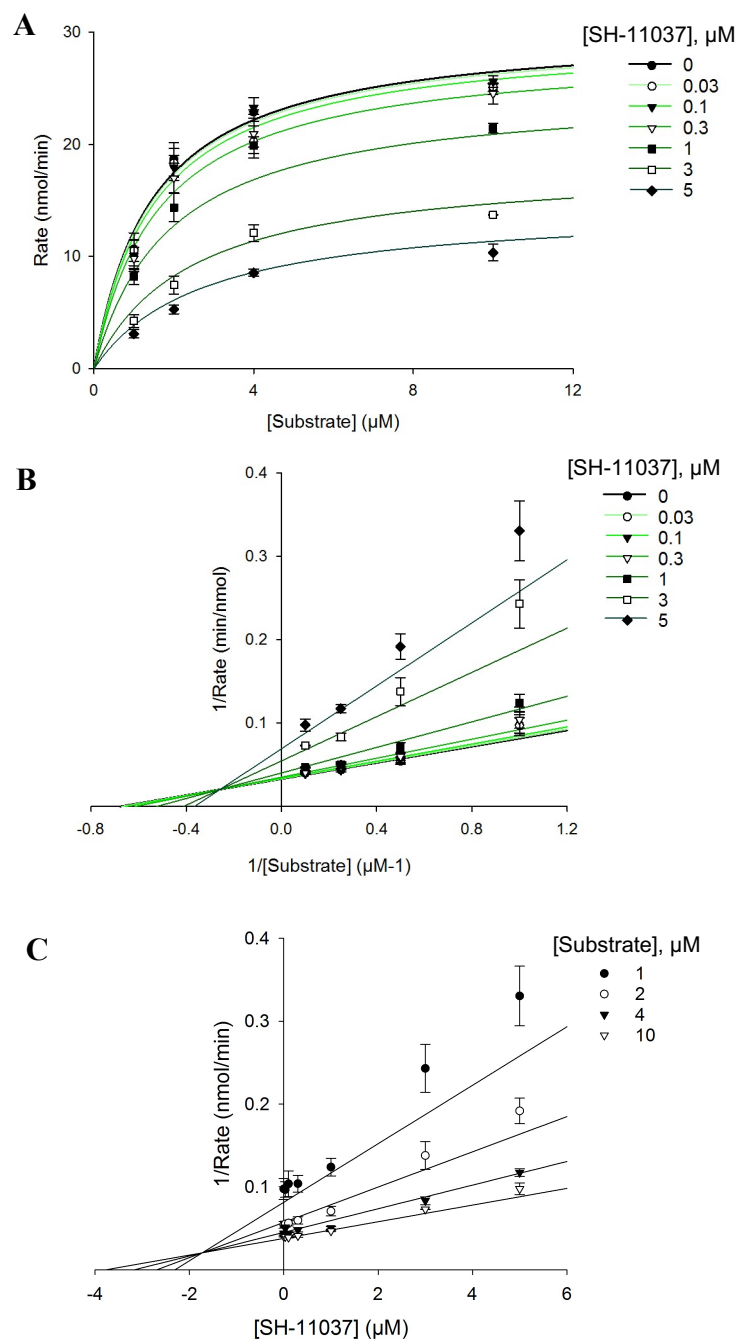 A
[SH-11037], µM
0
0.03
0.1
0.3
1
3
5
Rate (nmol/min)
30
20
10
0
0 4 8 12
[Substrate] (µM)
B
[SH-11037], µM
0
0.03
0.1
0.3
1
3
5
1/Rate (min/nmol)
0.4
0.3
0.2
0.1
-0.8 -0.4 0.0 0.4 0.8 1.2
1/[Substrate] (µM-1)
C
[Substrate], µM
1
2
4
10
1/Rate (nmol/min)
0.4
0.3
0.2
0.1
-4 -2 0 2 4 6
[SH-11037] (µM)